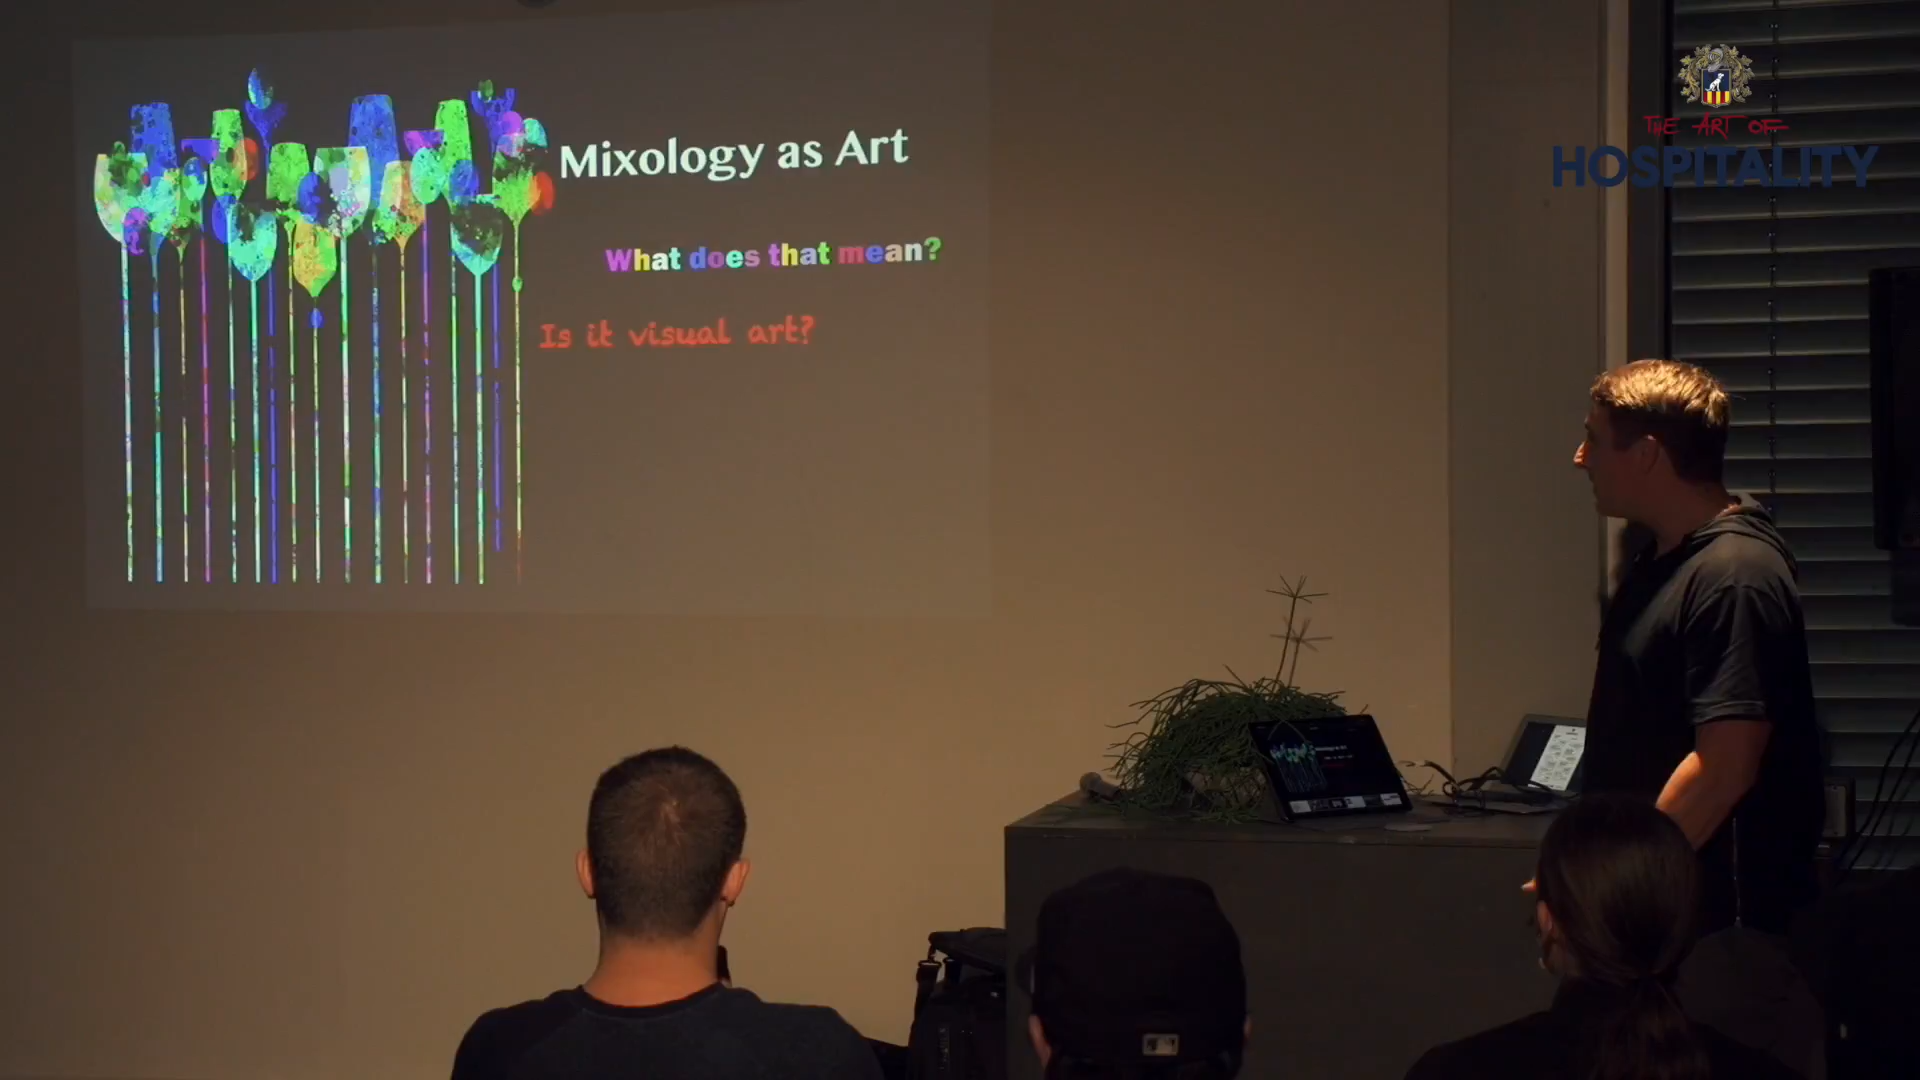 Mixology as Art
What does that mean?
Is it visual art?
THE ART OF
HOSPITALITY